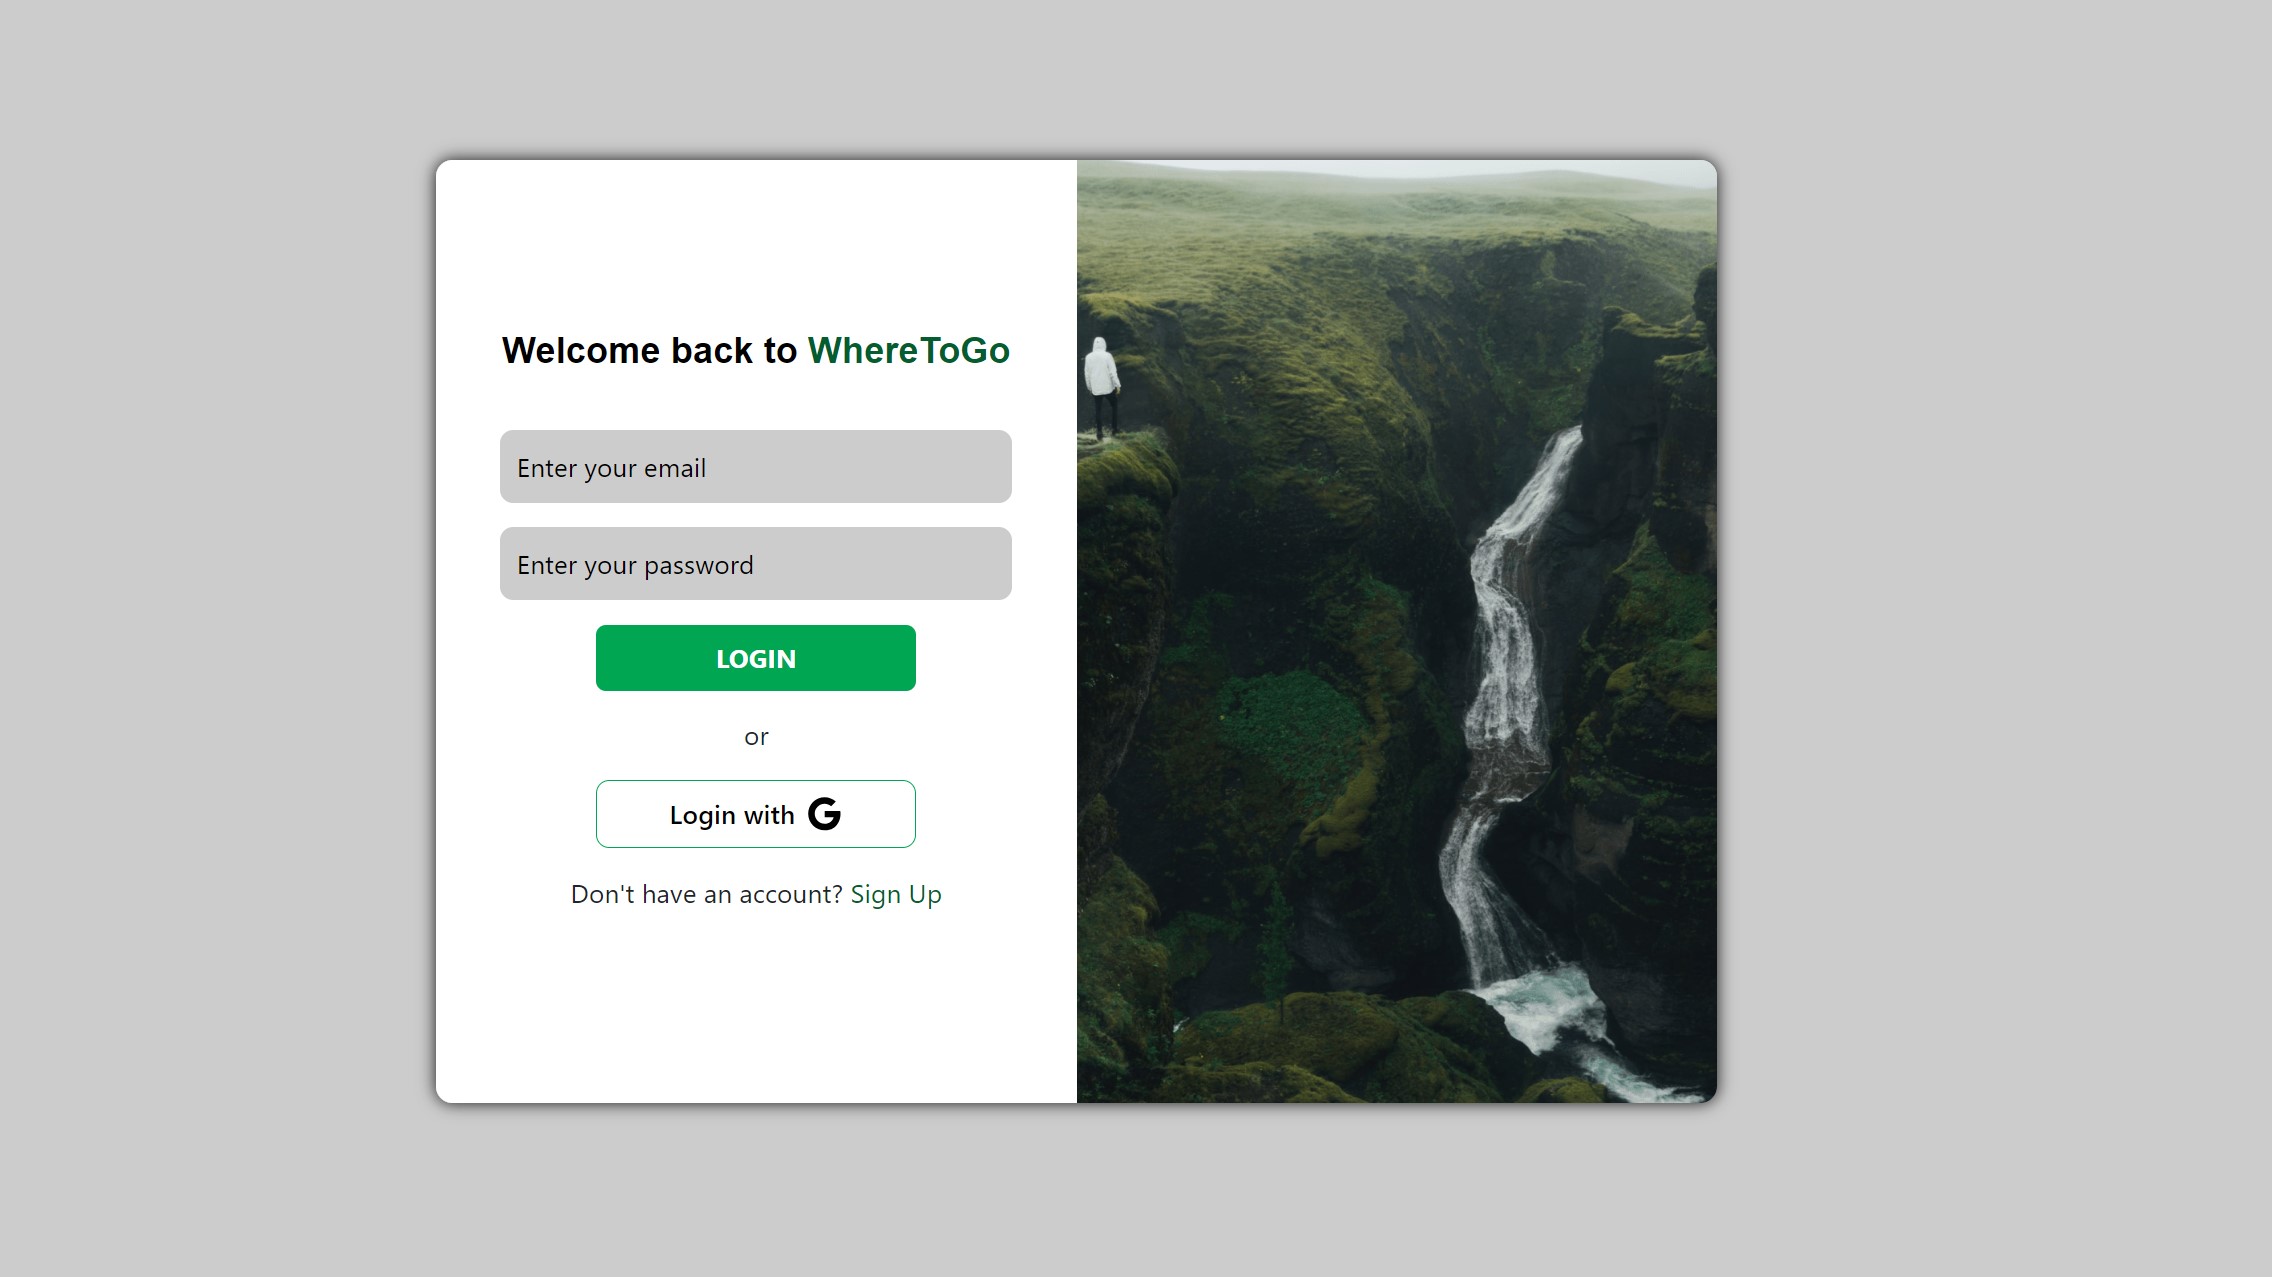 Welcome back to WhereToGo
Enter your email
Enter your password
LOGIN
or
Login with G
Don't have an account? Sign Up